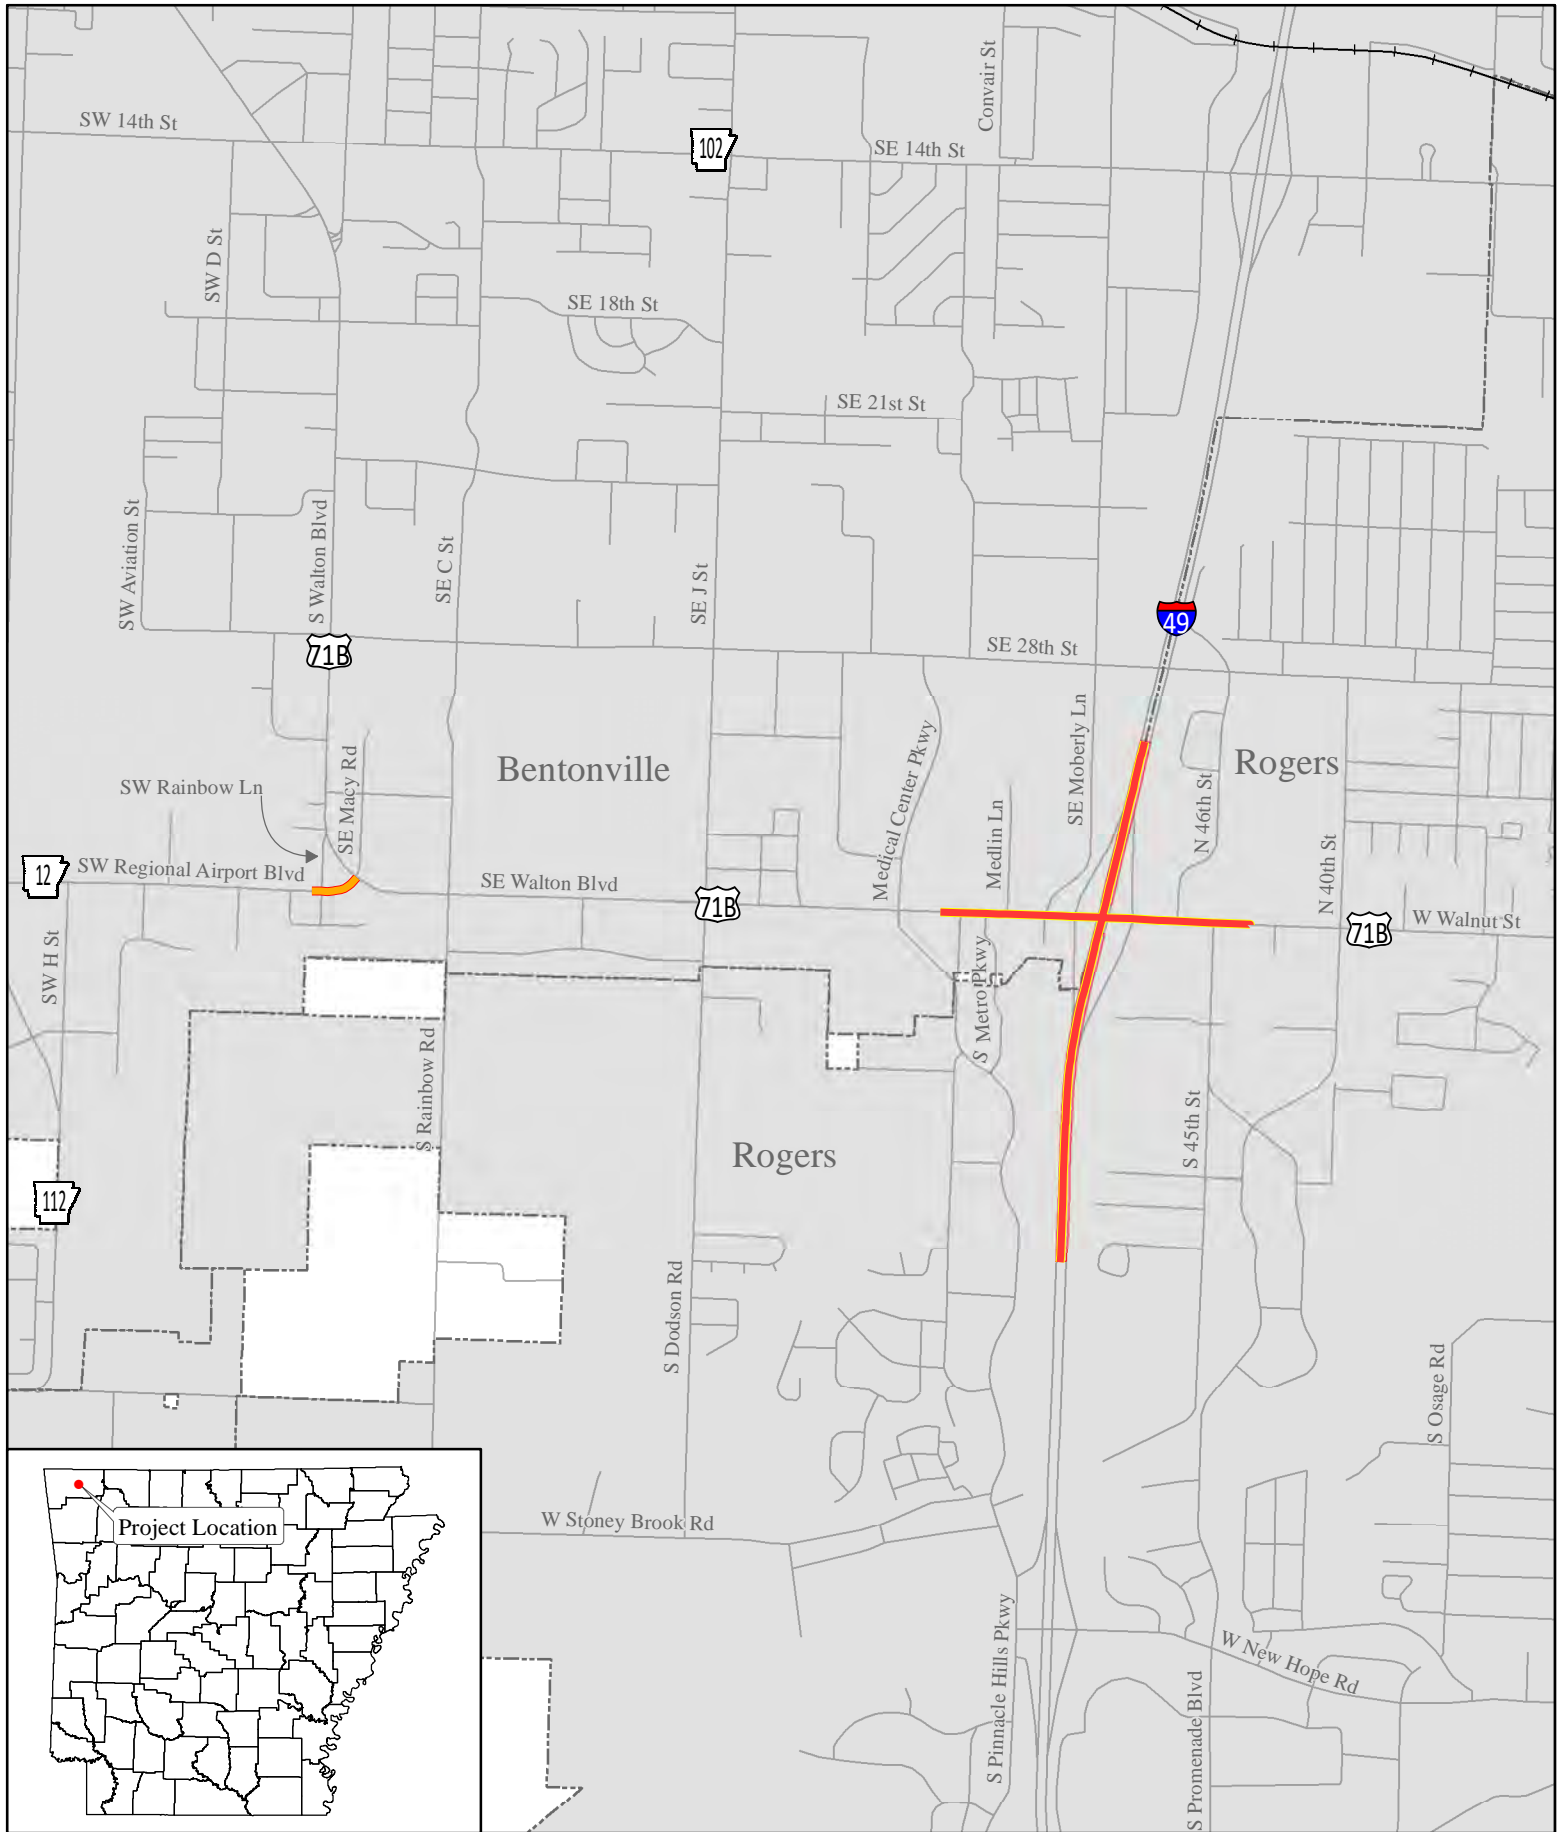 Convair St
SW 14th St
102
SE 14th St
SW D St
SE 18th St
SE 21st St
SW Aviation St
S Walton Blvd
SE C St
SE J St
49
71B
SE 28th St
Bentonville
Rogers
SW Rainbow Ln
SE Macy Rd
Medical Center Pkwy
Medlin Ln
SE Moberly Ln
N 46th St
N 40th St
12
SW Regional Airport Blvd
SE Walton Blvd
71B
71B
W Walnut St
SW H St
S Metro Pkwy
S Rainbow Rd
Rogers
S 45th St
112
S Dodson Rd
S Osage Rd
Project Location
W Stoney Brook Rd
S Pinnacle Hills Pkwy
W New Hope Rd
S Promenade Blvd